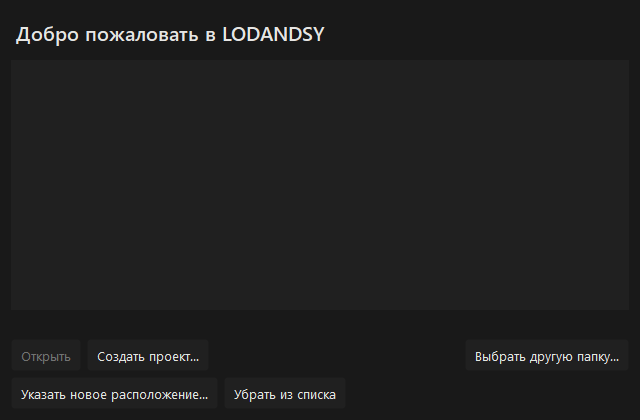 Добро пожаловать в LODANDSY
Открыть
Создать проект...
Выбрать другую папку...
Указать новое расположение...
Убрать из списка